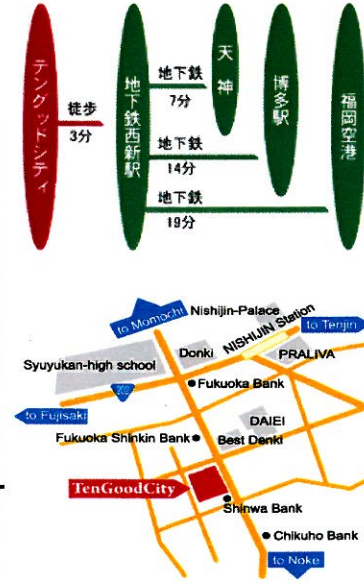 テングッドシティ
徒歩
3分
地下鉄西新駅
地下鉄
7分
天神
地下鉄
14分
博多駅
地下鉄
19分
福岡空港
to Momochi
Nishijin-Palace
NISHIJIN Station
to Tenjin
Syuyukan-high school
Donki
PRALIVA
202
Fukuoka Bank
to Fujisaki
DAIEI
Fukuoka Shinkin Bank
Best Denki
TenGoodCity
Shinwa Bank
Chikuho Bank
to Noke